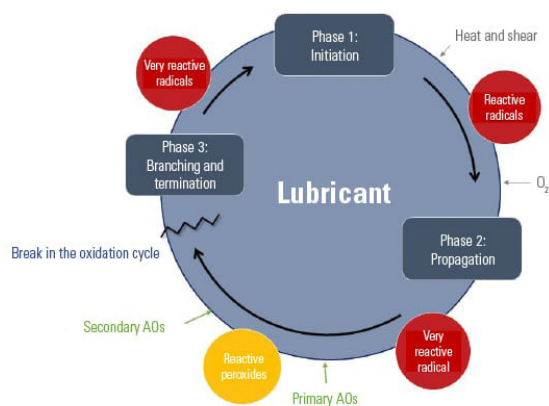 Phase 1:
Initiation
Heat and shear
Very reactive
radicals
Reactive
radicals
Phase 3:
Branching and
termination
O₂
Lubricant
Break in the oxidation cycle
Phase 2:
Propagation
Secondary AOs
Reactive
peroxides
Very
reactive
radical
Primary AOs